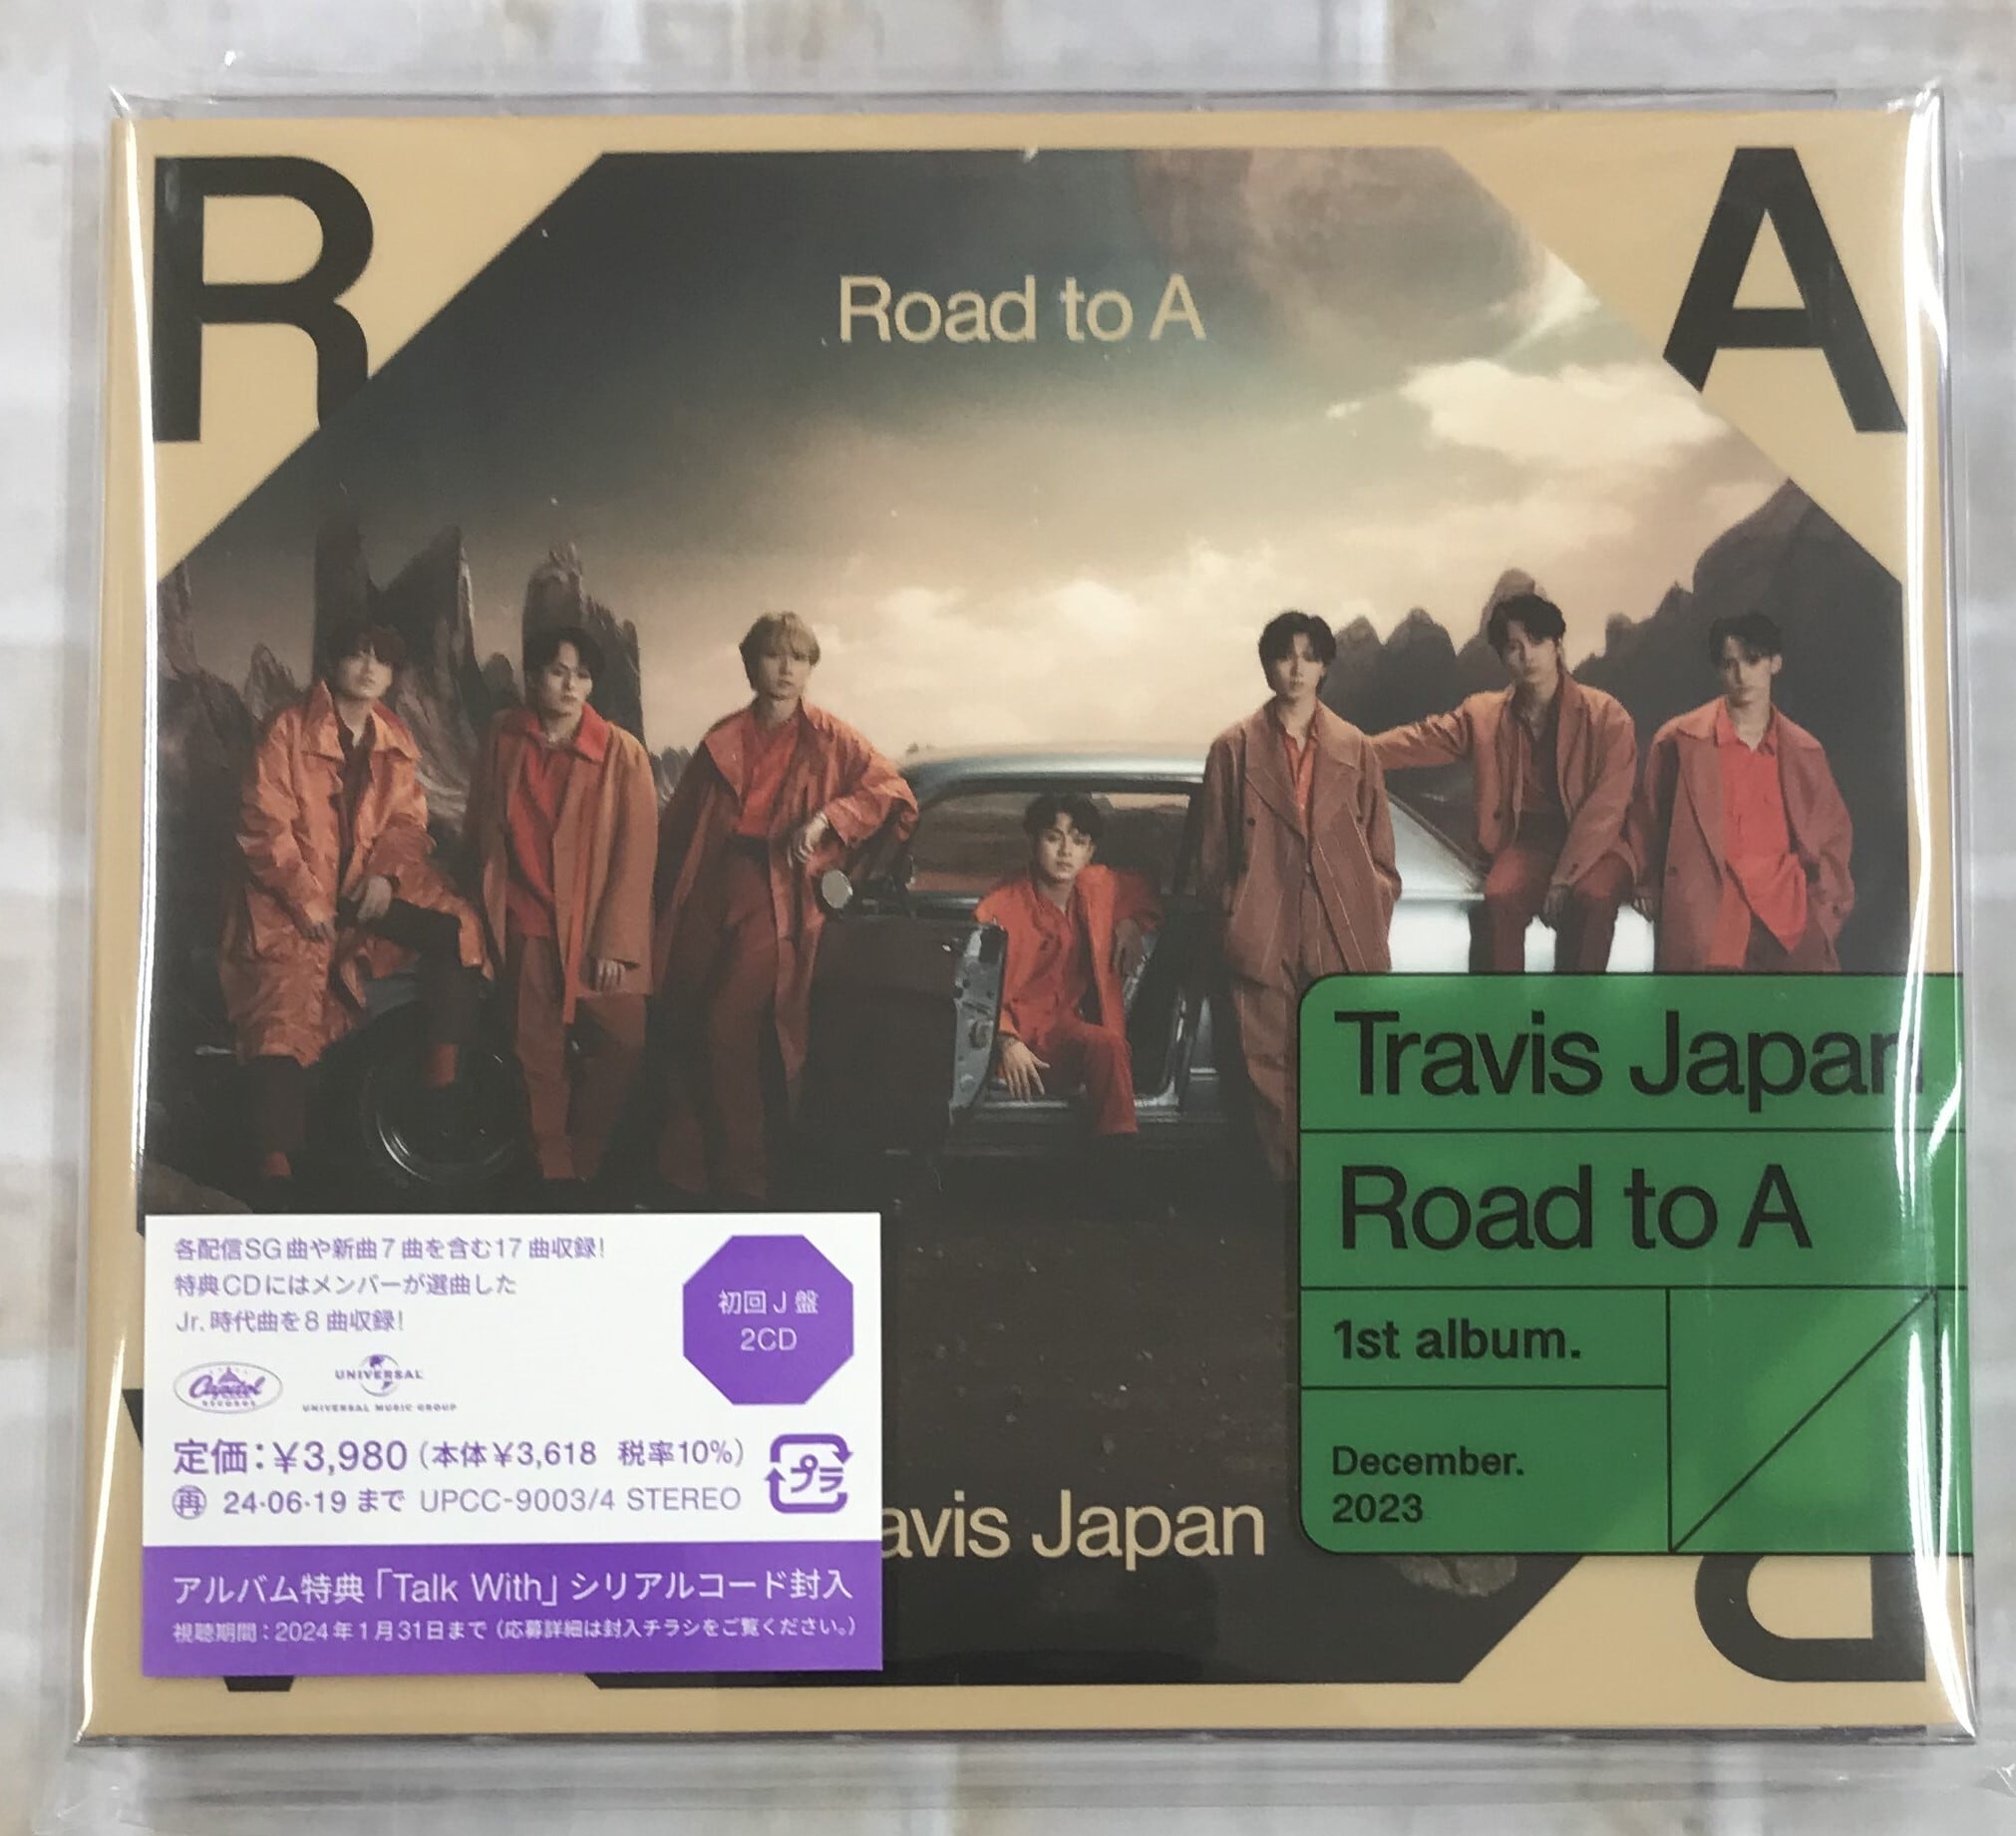 R
A
Road to A
Travis Japan
Road to A
1st album.
December.
2023
各配信SG曲や新曲7曲を含む17曲収録!
特典CDにはメンバーが選曲した
Jr.時代曲を8曲収録!
初回J盤
2CD
Capitol
RECORDS
UNIVERSAL
UNIVERSAL MUSIC GROUP
定価:¥3,980(本体¥3,618 税率10%)
再 24・06・19まで UPCC-9003/4 STEREO
プラ
avis Japan
アルバム特典「Talk With」シリアルコード封入
視聴期間:2024年1月31日まで(応募詳細は封入チラシをご覧ください。)
R